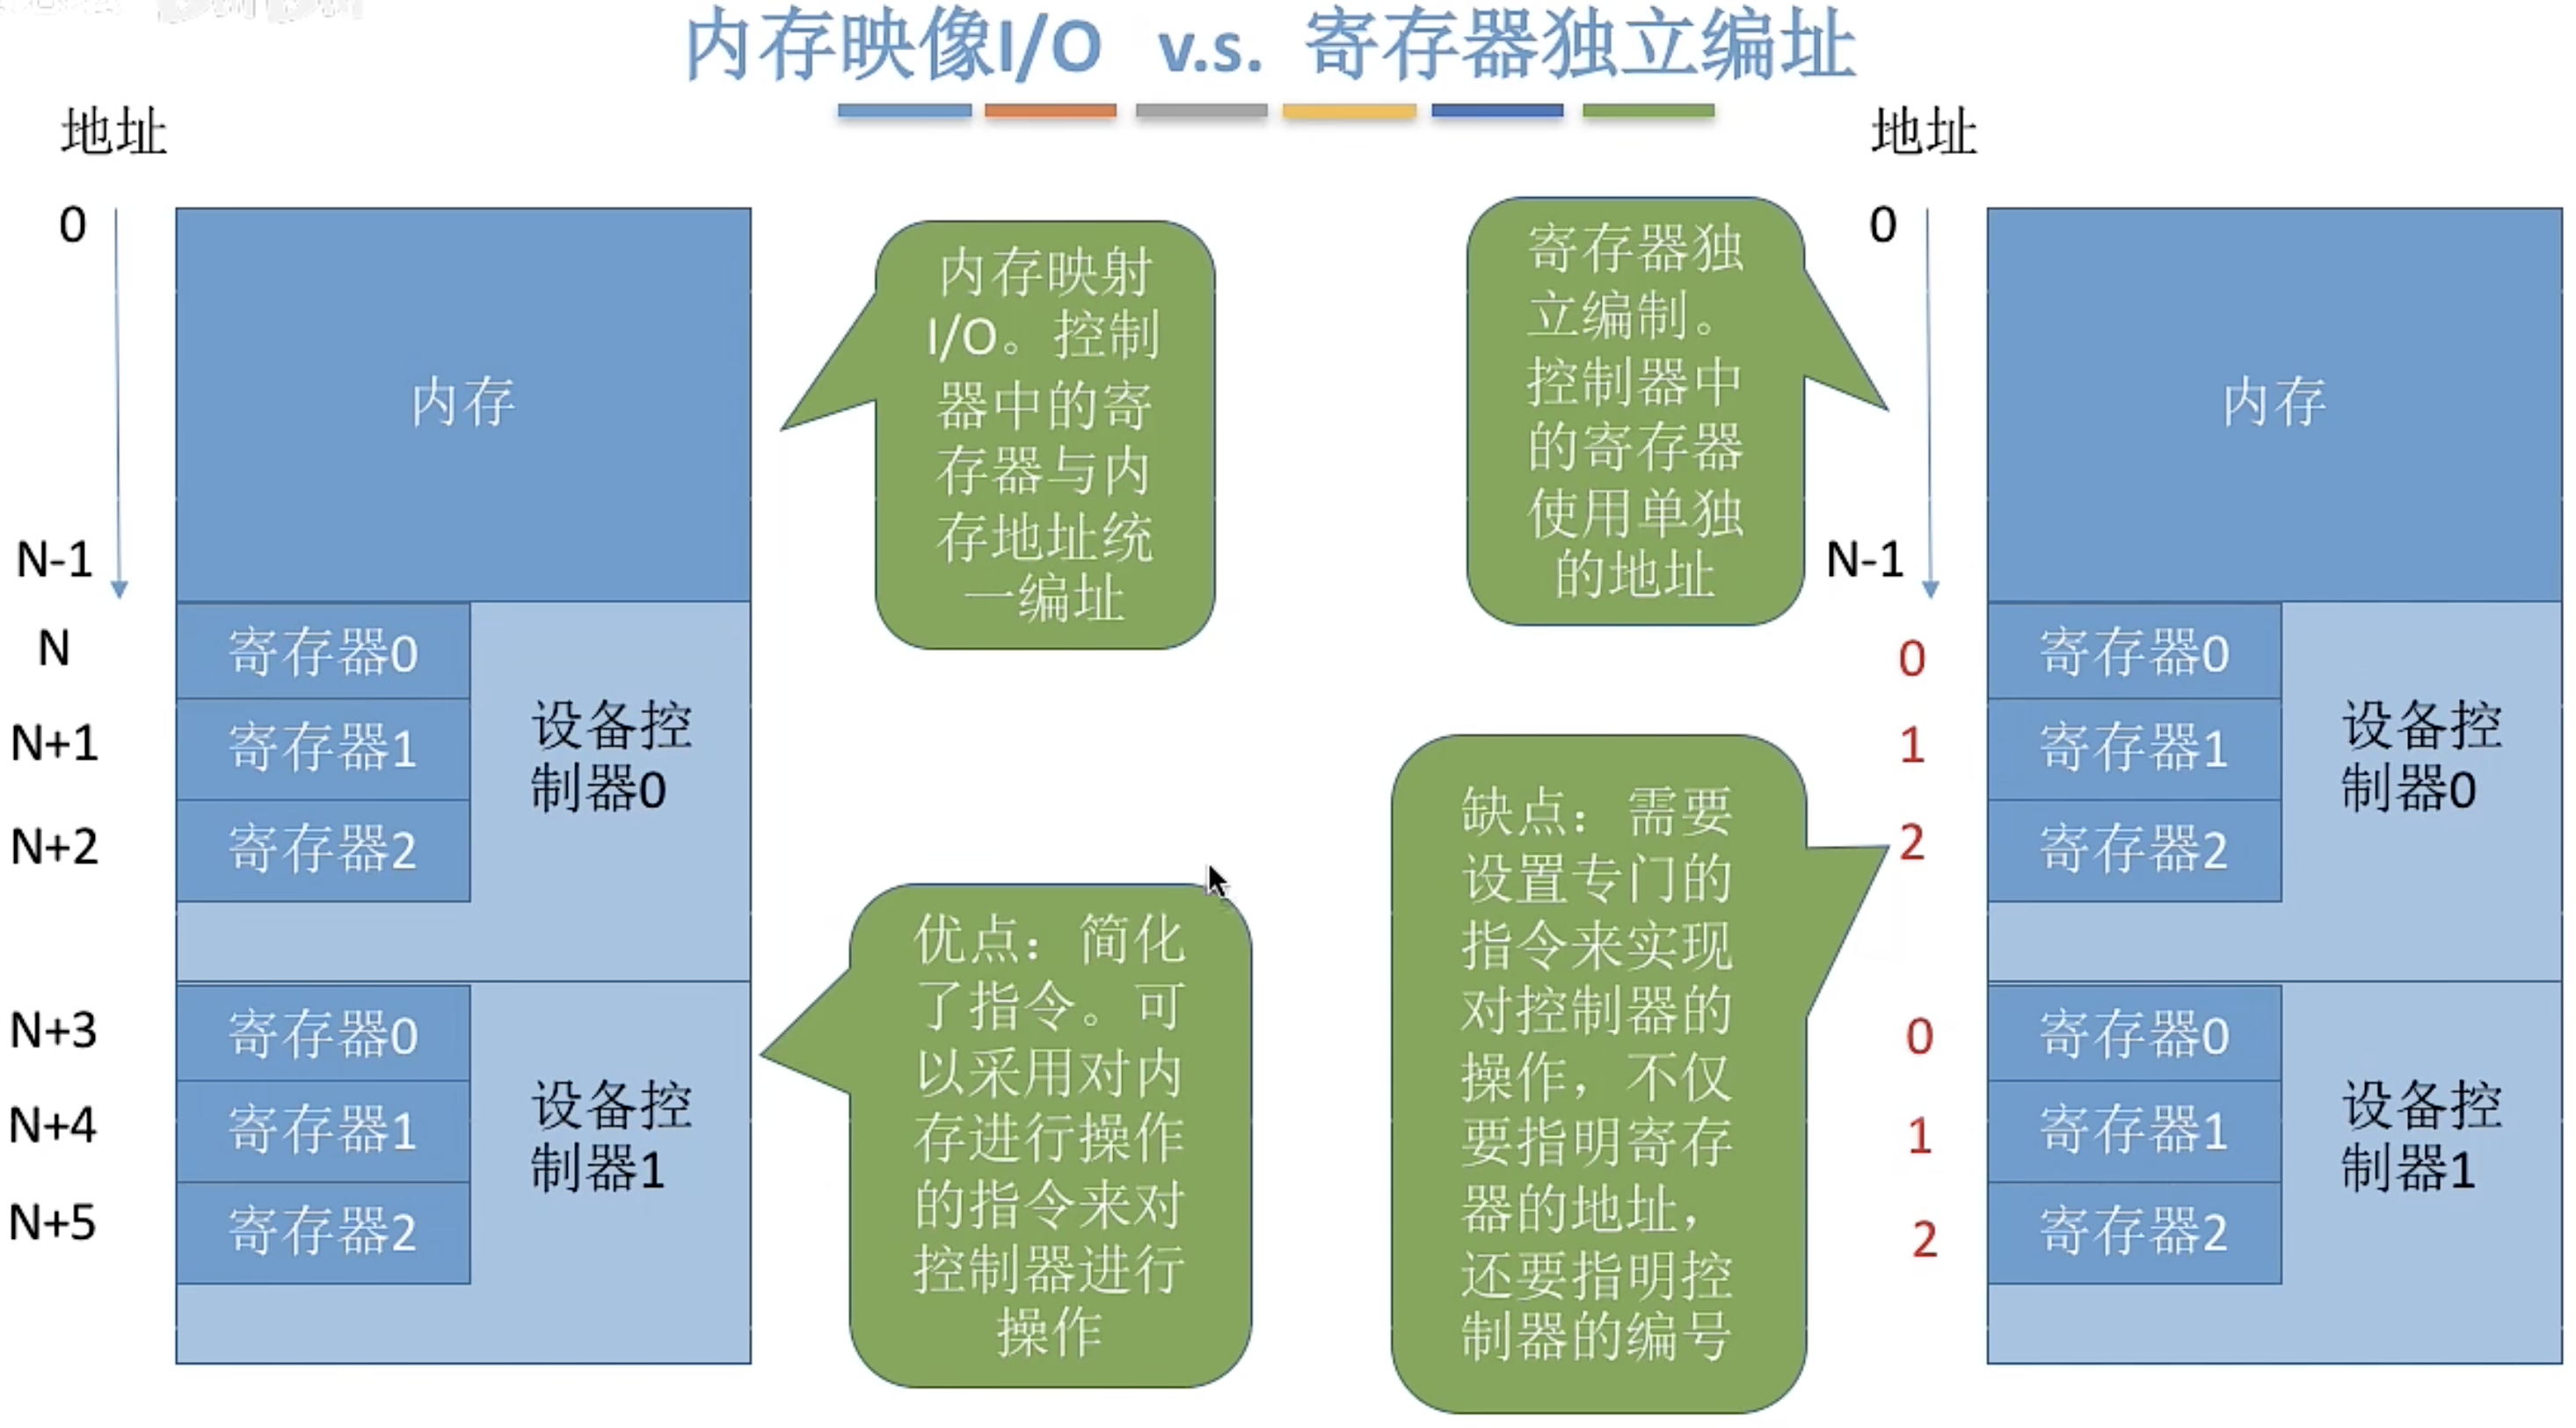 内存映像I/O v.s. 寄存器独立编址
地址
0
N-1
N
N+1
N+2
N+3
N+4
N+5
内存
寄存器0
寄存器1
寄存器2
设备控
制器0
寄存器0
寄存器1
寄存器2
设备控
制器1
内存映射
I/O。控制
器中的寄
存器与内
存地址统
一编址
优点：简化
了指令。可
以采用对内
存进行操作
的指令来对
控制器进行
操作
寄存器独
立编制。
控制器中
的寄存器
使用单独
的地址
缺点：需要
设置专门的
指令来实现
对控制器的
操作，不仅
要指明寄存
器的地址，
还要指明控
制器的编号
地址
0
N-1
0
1
2
0
1
2
内存
寄存器0
寄存器1
寄存器2
设备控
制器0
寄存器0
寄存器1
寄存器2
设备控
制器1